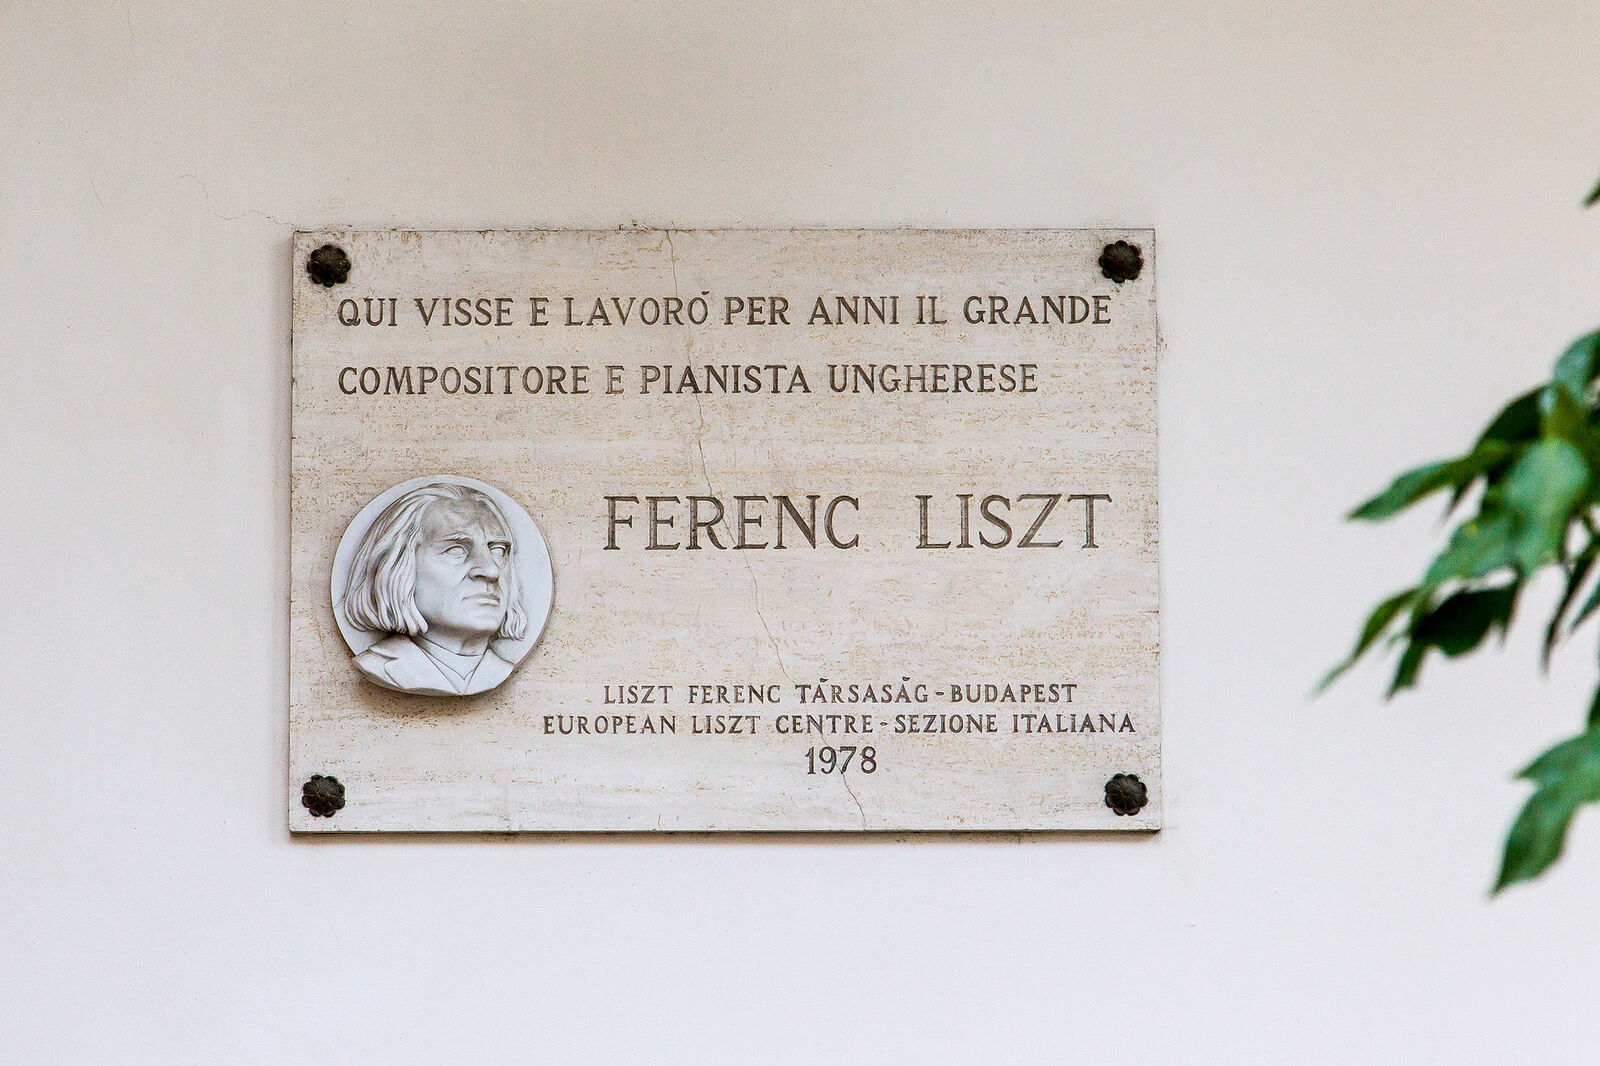 QUI VISSE E LAVORÒ PER ANNI IL GRANDE
COMPOSITORE E PIANISTA UNGHERESE
FERENC LISZT
LISZT FERENC TÁRSASÁG - BUDAPEST
EUROPEAN LISZT CENTRE - SEZIONE ITALIANA
1978